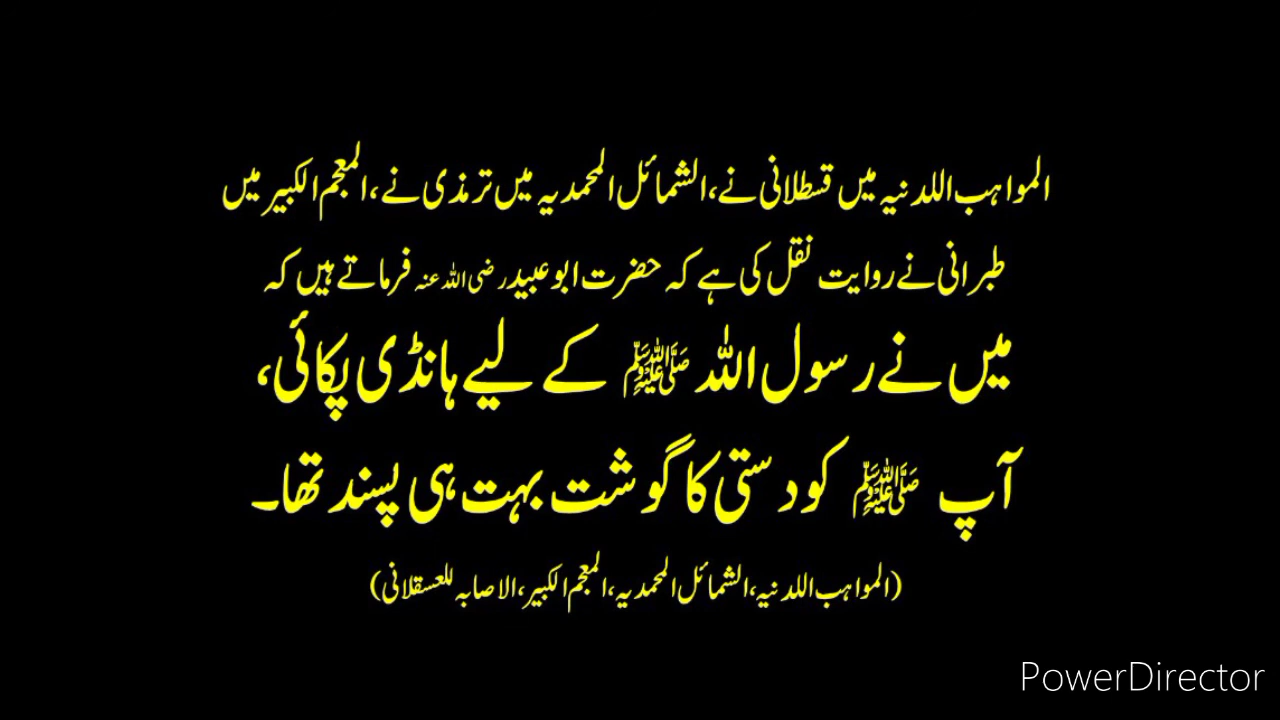 المواہب اللدنیہ میں قسطلانی نے،الشمائل المحمدیہ میں ترمذی نے،المعجم الکبیر میں
طبرانی نے روایت نقل کی ہے کہ حضرت ابو عبید رضی اللہ عنہ فرماتے ہیں کہ
میں نے رسول اللہ ﷺ کے لیے ہانڈی پکائی،
آپ ﷺ کو دستی کا گوشت بہت ہی پسند تھا۔
(المواہب اللدنیہ،الشمائل المحمدیہ،المعجم الکبیر،الاصابہ للعسقلانی)
PowerDirector